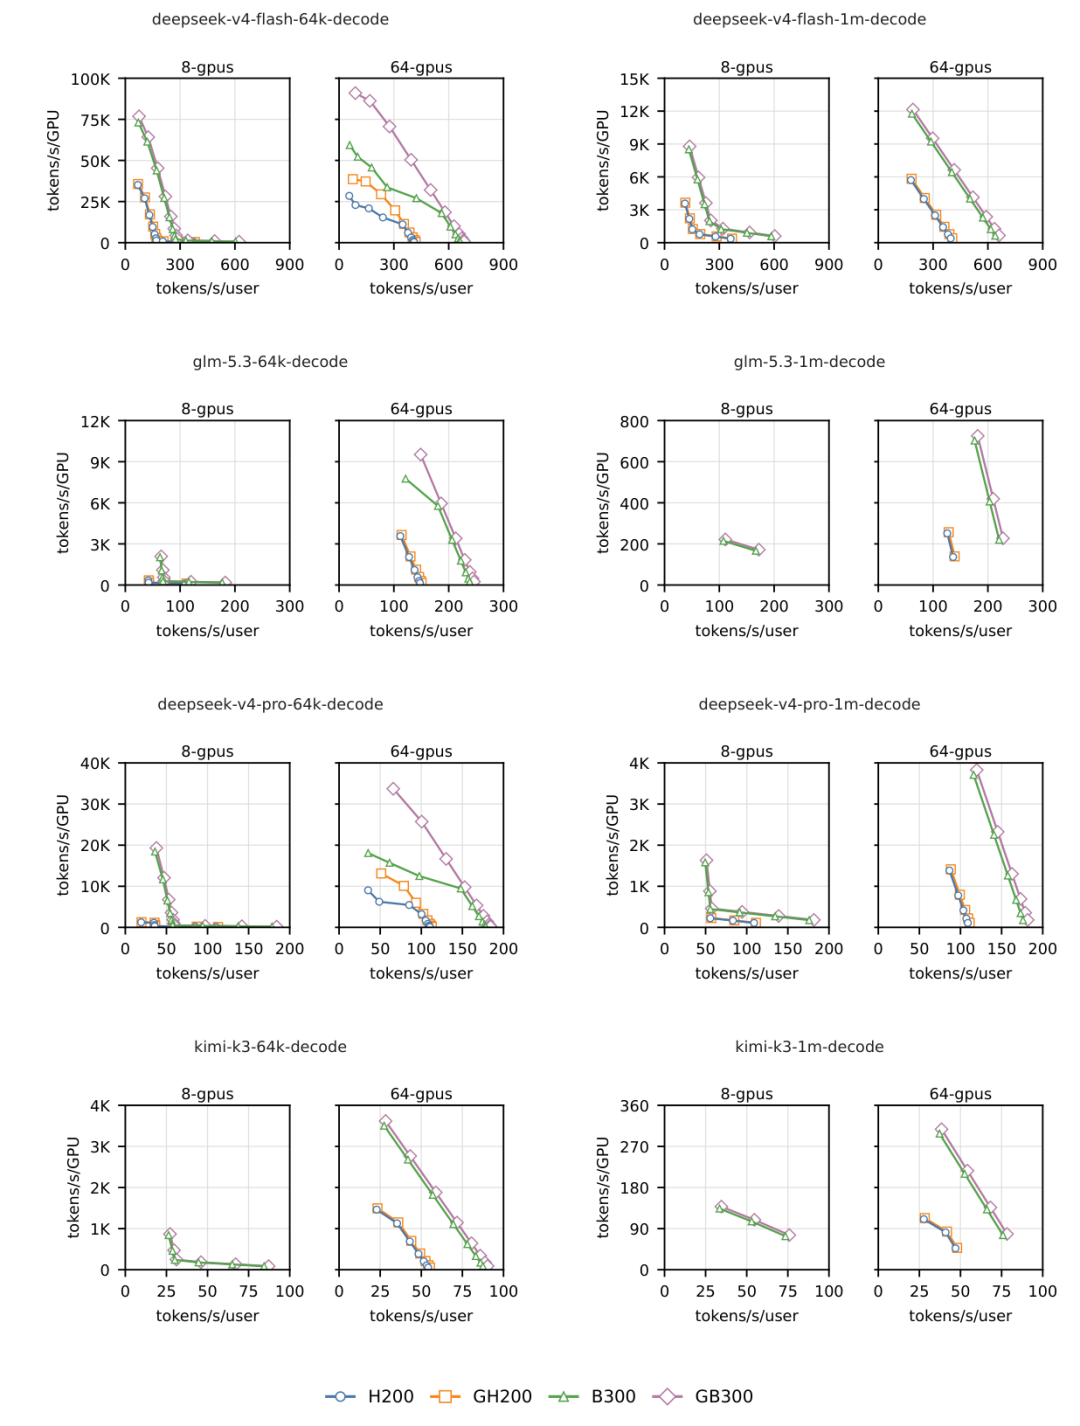 deepseek-v4-flash-64k-decode
deepseek-v4-flash-1m-decode
8-gpus
64-gpus
8-gpus
64-gpus
100K
75K
50K
25K
0
15K
12K
9K
6K
3K
0
tokens/s/GPU
tokens/s/GPU
0 300 600 900
0 300 600 900
0 300 600 900
0 300 600 900
tokens/s/user
tokens/s/user
tokens/s/user
tokens/s/user
glm-5.3-64k-decode
glm-5.3-1m-decode
8-gpus
64-gpus
8-gpus
64-gpus
12K
9K
6K
3K
0
800
600
400
200
0
tokens/s/GPU
tokens/s/GPU
0 100 200 300
0 100 200 300
0 100 200 300
0 100 200 300
tokens/s/user
tokens/s/user
tokens/s/user
tokens/s/user
deepseek-v4-pro-64k-decode
deepseek-v4-pro-1m-decode
8-gpus
64-gpus
8-gpus
64-gpus
40K
30K
20K
10K
0
4K
3K
2K
1K
0
tokens/s/GPU
tokens/s/GPU
0 50 100 150 200
0 50 100 150 200
0 50 100 150 200
0 50 100 150 200
tokens/s/user
tokens/s/user
tokens/s/user
tokens/s/user
kimi-k3-64k-decode
kimi-k3-1m-decode
8-gpus
64-gpus
8-gpus
64-gpus
4K
3K
2K
1K
0
360
270
180
90
0
tokens/s/GPU
tokens/s/GPU
0 25 50 75 100
0 25 50 75 100
0 25 50 75 100
0 25 50 75 100
tokens/s/user
tokens/s/user
tokens/s/user
tokens/s/user
H200 GH200 B300 GB300